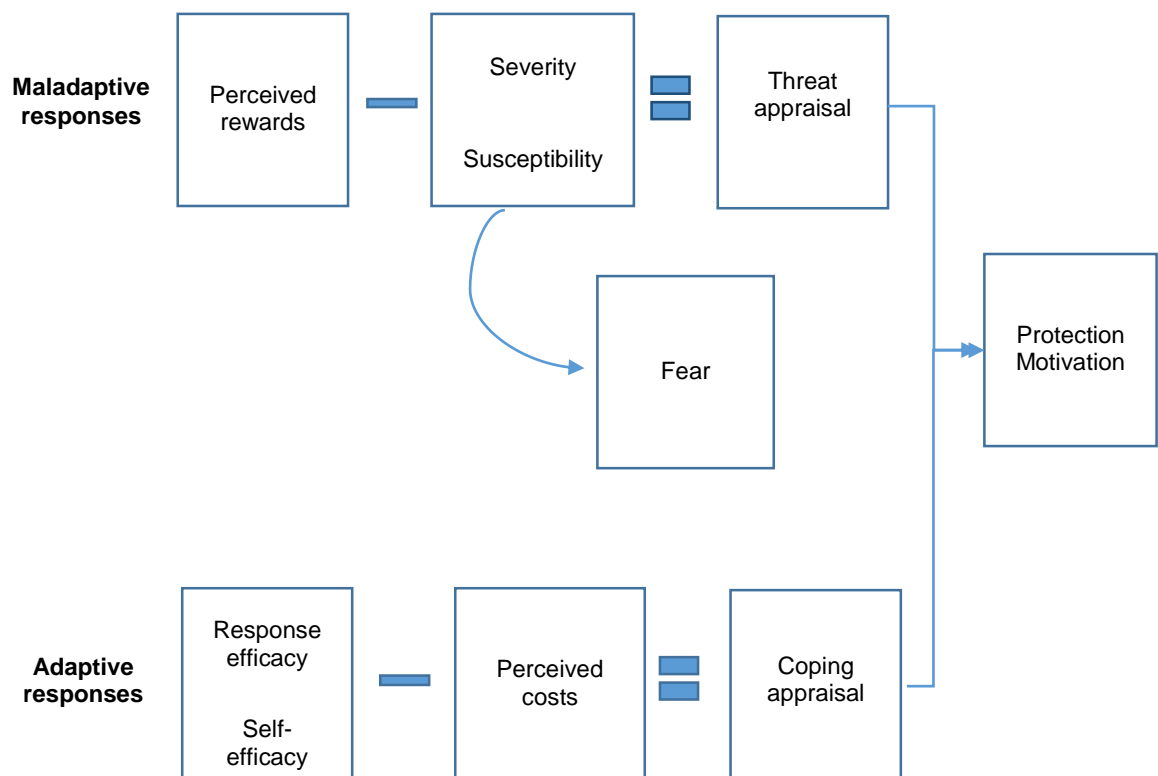 Maladaptive
responses
Perceived
rewards
Severity
Susceptibility
Threat
appraisal
Fear
Protection
Motivation
Adaptive
responses
Response
efficacy
Self-
efficacy
Perceived
costs
Coping
appraisal